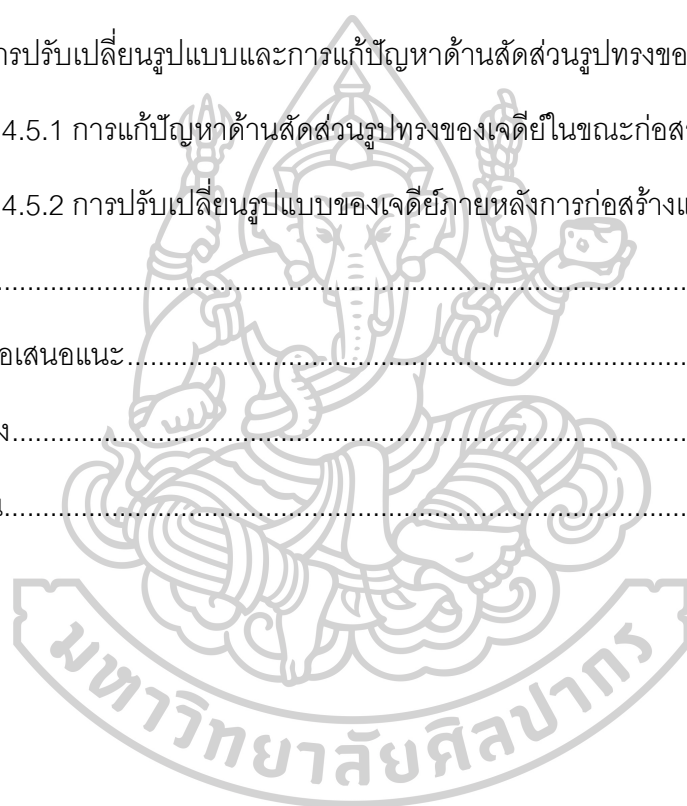 ารปรับเปลี่ยนรูปแบบและการแก้ปัญหาด้านสัดส่วนรูปทรงขอ
4.5.1 การแก้ปัญหาด้านสัดส่วนรูปทรงของเจดีย์ในขณะก่อส
4.5.2 การปรับเปลี่ยนรูปแบบของเจดีย์ภายหลังการก่อสร้างแ
....................................................................................
อเสนอแนะ....................................................................
ง....................................................................................
....................................................................................
มหาวิทยาลัยศิลปากร